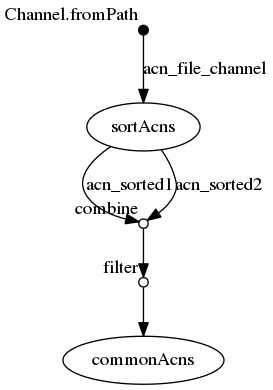 Channel.fromPath
acn_file_channel
sortAcns
acn_sorted1 acn_sorted2
combine
filter
commonAcns